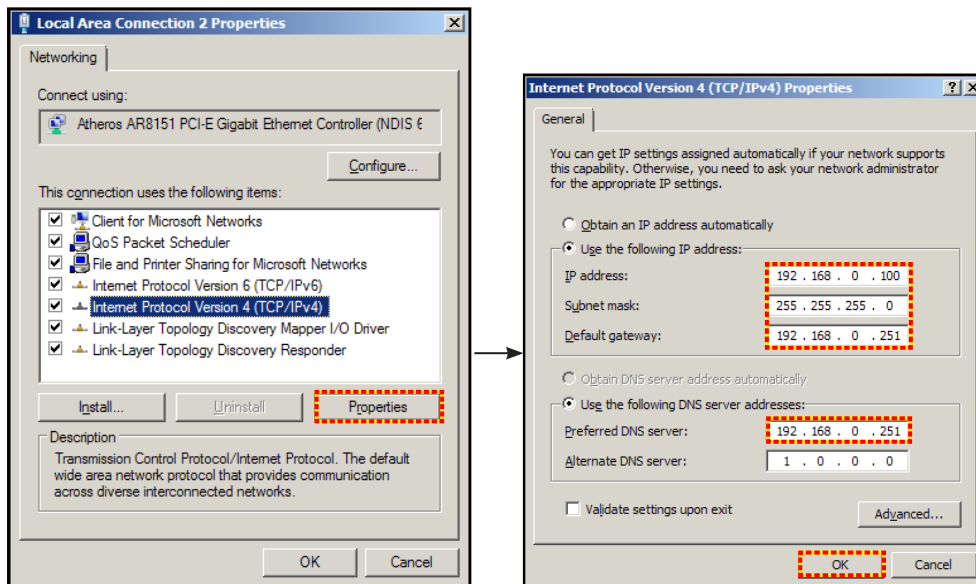 Local Area Connection 2 Properties
Networking
Connect using:
Atheros AR8151 PCI-E Gigabit Ethernet Controller (NDIS 6
Configure...
This connection uses the following items:
Client for Microsoft Networks
QoS Packet Scheduler
File and Printer Sharing for Microsoft Networks
Internet Protocol Version 6 (TCP/IPv6)
Internet Protocol Version 4 (TCP/IPv4)
Link-Layer Topology Discovery Mapper I/O Driver
Link-Layer Topology Discovery Responder
Install...
Uninstall
Properties
Description
Transmission Control Protocol/Internet Protocol. The default
wide area network protocol that provides communication
across diverse interconnected networks.
OK
Cancel
Internet Protocol Version 4 (TCP/IPv4) Properties
General
You can get IP settings assigned automatically if your network supports
this capability. Otherwise, you need to ask your network administrator
for the appropriate IP settings.
Obtain an IP address automatically
Use the following IP address:
IP address: 192 . 168 . 0 . 100
Subnet mask: 255 . 255 . 255 . 0
Default gateway: 192 . 168 . 0 . 251
Obtain DNS server address automatically
Use the following DNS server addresses:
Preferred DNS server: 192 . 168 . 0 . 251
Alternate DNS server: 1 . 0 . 0 . 0
Validate settings upon exit
Advanced...
OK
Cancel